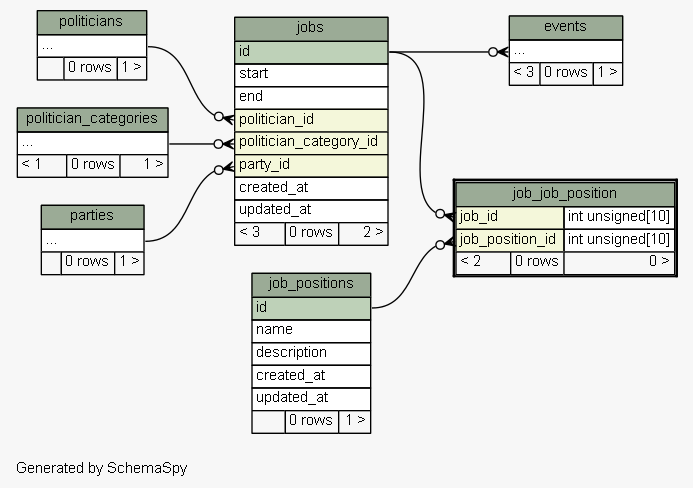 politicians
...
0 rows 1 >
politician_categories
...
< 1 0 rows 1 >
parties
...
0 rows 1 >
jobs
id
start
end
politician_id
politician_category_id
party_id
created_at
updated_at
< 3 0 rows 2 >
events
...
< 3 0 rows 1 >
job_job_position
job_id int unsigned[10]
job_position_id int unsigned[10]
< 2 0 rows 0 >
job_positions
id
name
description
created_at
updated_at
0 rows 1 >
Generated by SchemaSpy